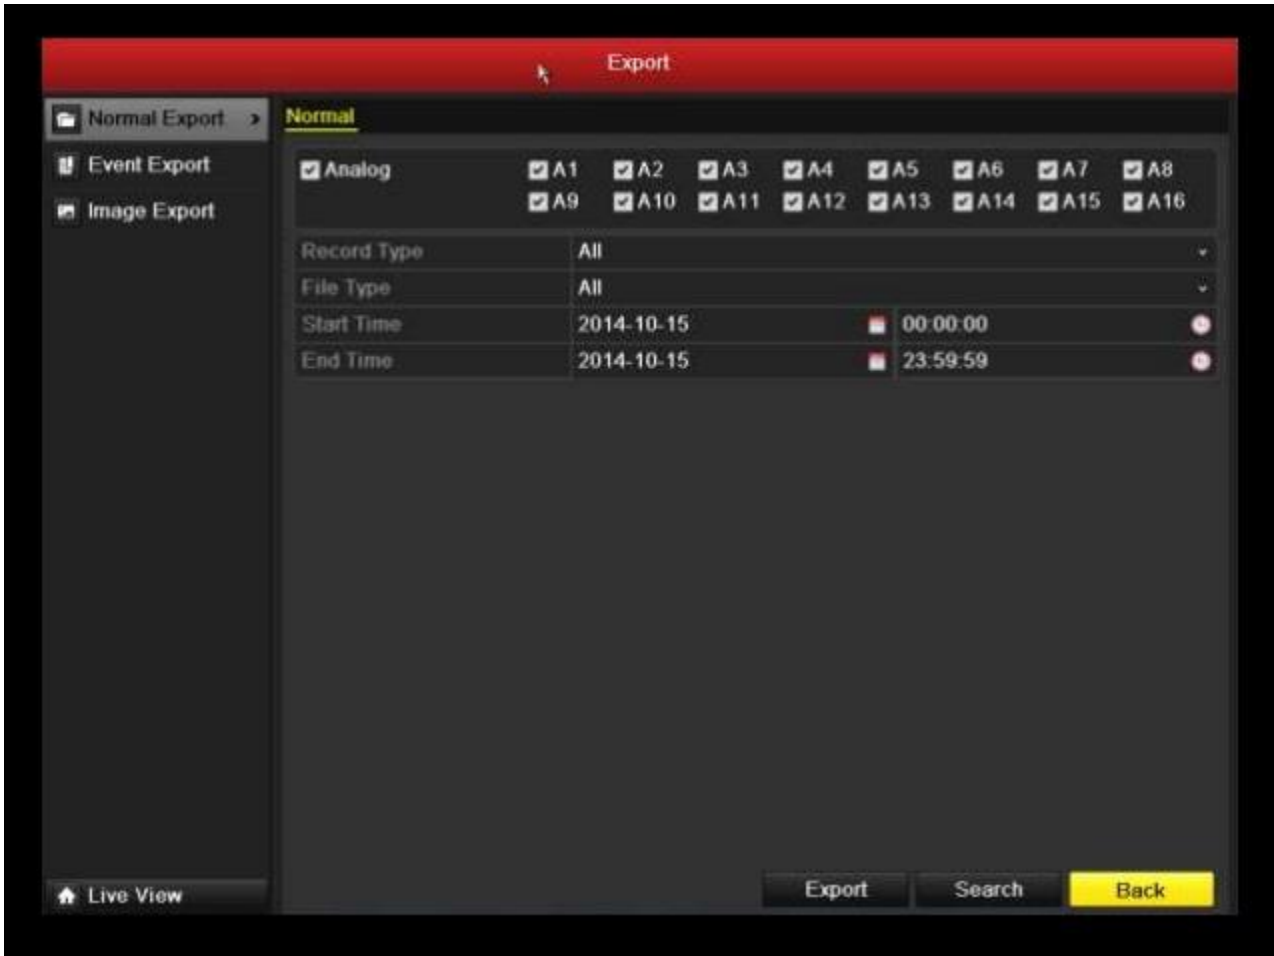 Export
Normal Export
Event Export
Image Export
Live View
Normal
Analog A1 A2 A3 A4 A5 A6 A7 A8
A9 A10 A11 A12 A13 A14 A15 A16
Record Type All
File Type All
Start Time 2014-10-15 00:00:00
End Time 2014-10-15 23:59:59
Export Search Back